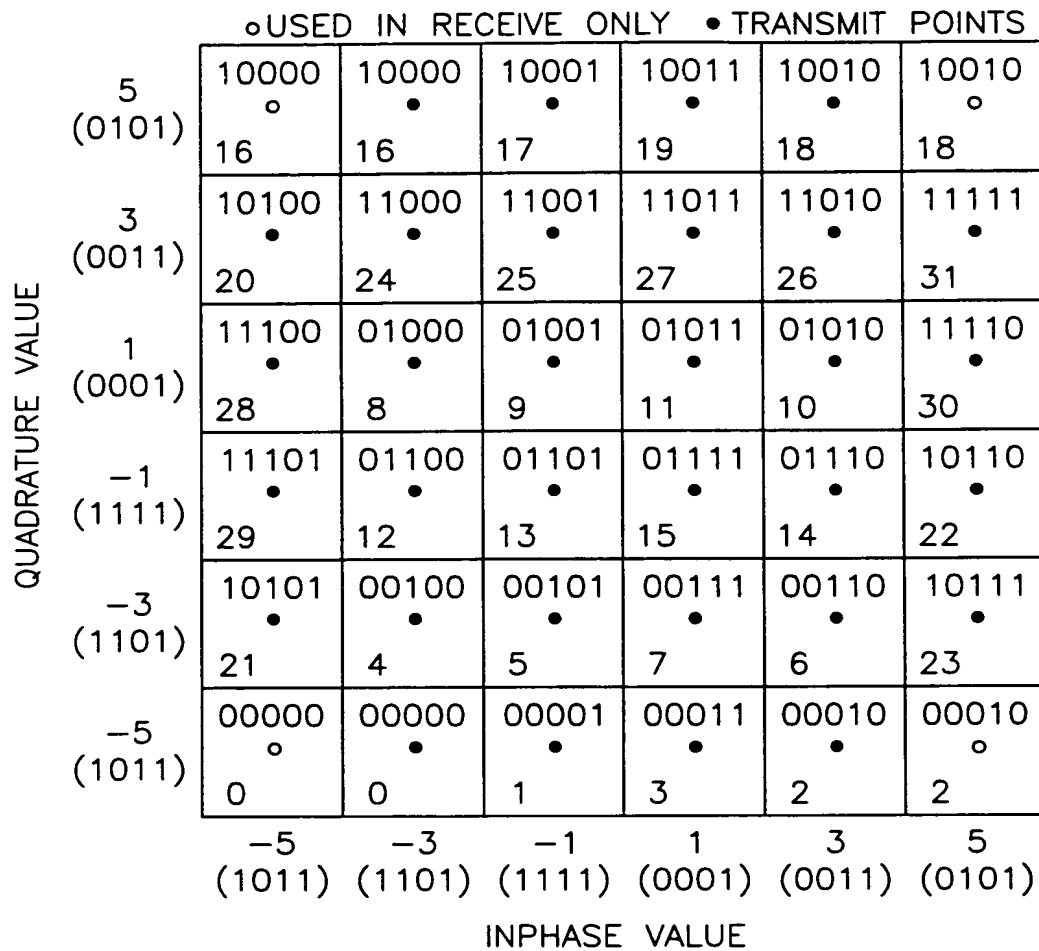 ○ USED IN RECEIVE ONLY ● TRANSMIT POINTS
QUADRATURE VALUE
5
(0101)
10000 10000 10001 10011 10010 10010
16 16 17 19 18 18
3
(0011)
10100 11000 11001 11011 11010 11111
20 24 25 27 26 31
1
(0001)
11100 01000 01001 01011 01010 11110
28 8 9 11 10 30
-1
(1111)
11101 01100 01101 01111 01110 10110
29 12 13 15 14 22
-3
(1101)
10101 00100 00101 00111 00110 10111
21 4 5 7 6 23
-5
(1011)
00000 00000 00001 00011 00010 00010
0 0 1 3 2 2
-5 -3 -1 1 3 5
(1011) (1101) (1111) (0001) (0011) (0101)
INPHASE VALUE